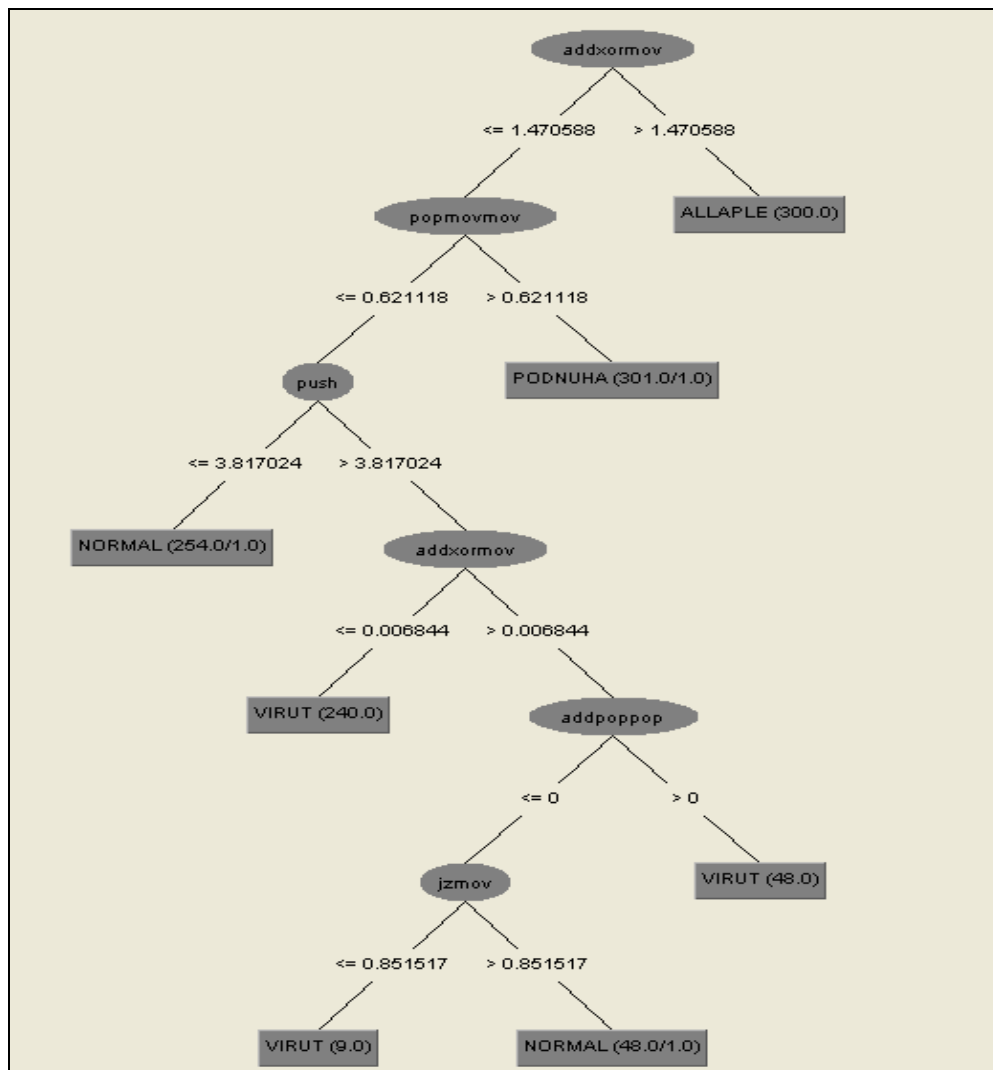 addxormov
<= 1.470588 > 1.470588
popmovmov
ALLAPLE (300.0)
<= 0.621118 > 0.621118
push
PODNUHA (301.0/1.0)
<= 3.817024 > 3.817024
NORMAL (254.0/1.0)
addxormov
<= 0.006844 > 0.006844
VIRUT (240.0)
addpoppop
<= 0 > 0
jzmov
VIRUT (48.0)
<= 0.851517 > 0.851517
VIRUT (9.0)
NORMAL (48.0/1.0)